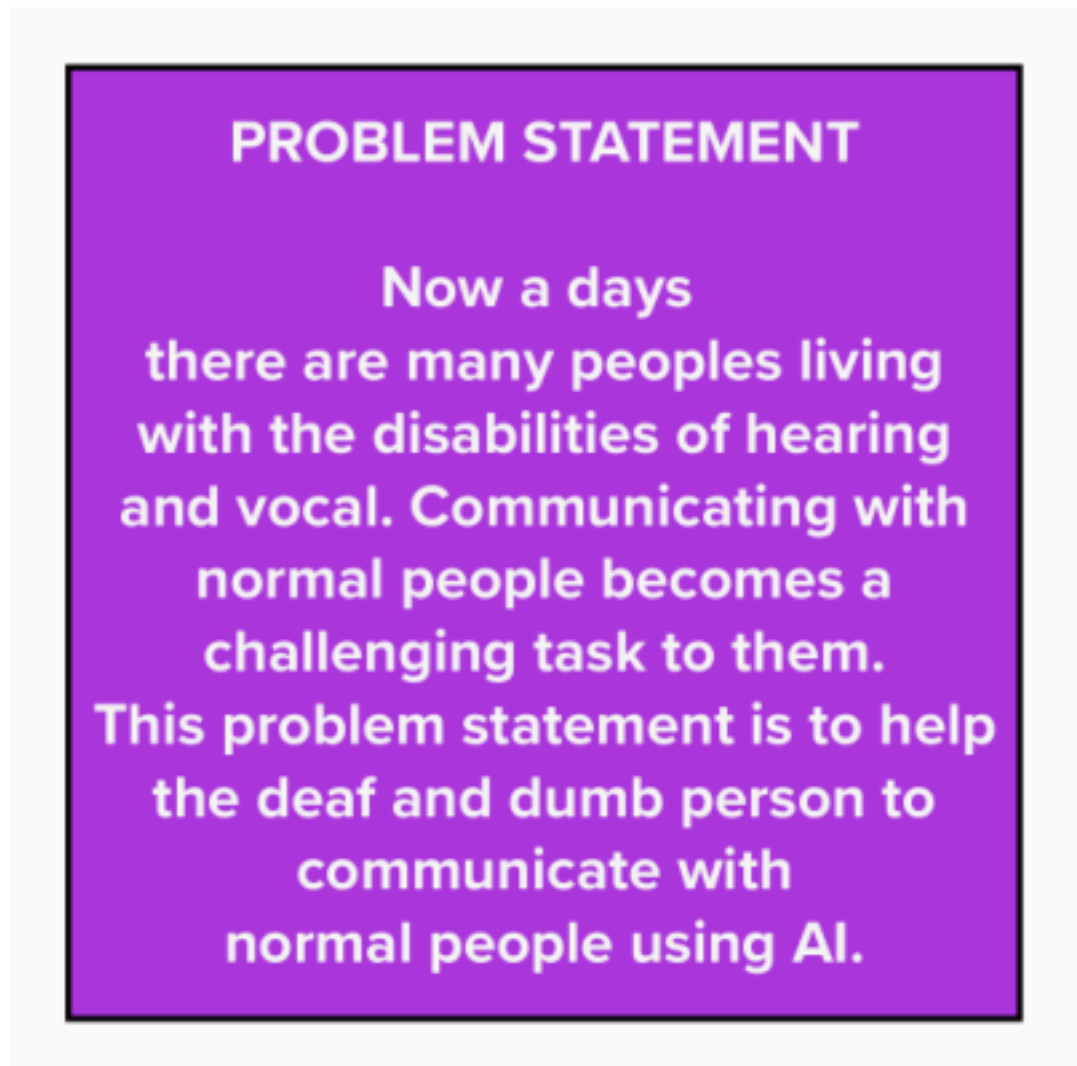 PROBLEM STATEMENT
Now a days
there are many peoples living
with the disabilities of hearing
and vocal. Communicating with
normal people becomes a
challenging task to them.
This problem statement is to help
the deaf and dumb person to
communicate with
normal people using AI.